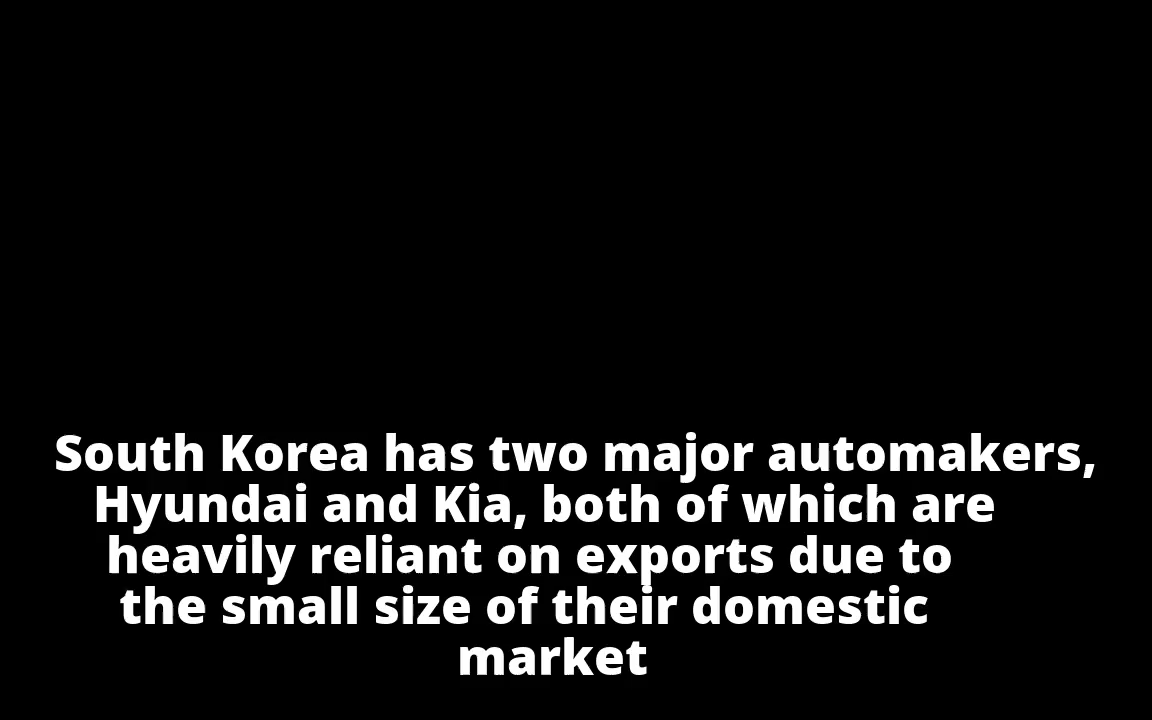 South Korea has two major automakers,
Hyundai and Kia, both of which are
heavily reliant on exports due to
the small size of their domestic
market